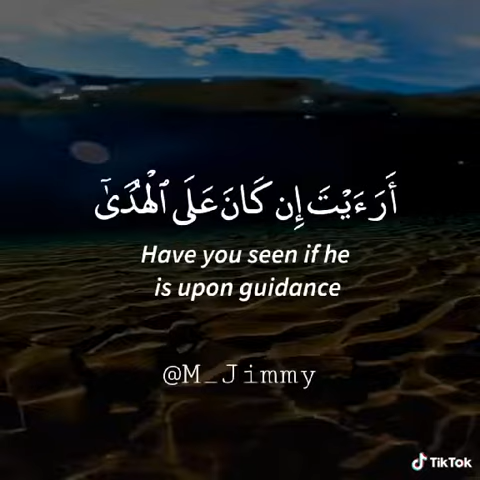 أَرَءَيْتَ إِن كَانَ عَلَى ٱلْهُدَىٰٓ
Have you seen if he
is upon guidance
@M_Jimmy
TikTok